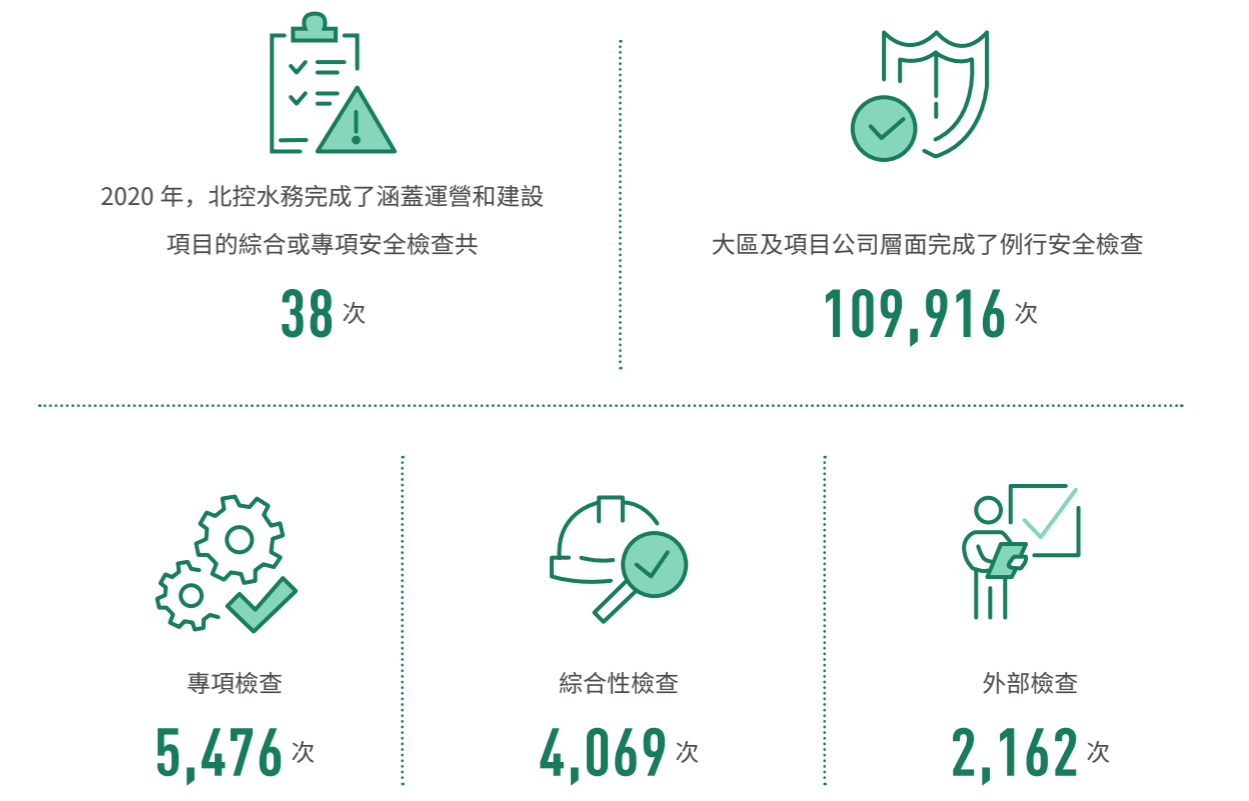 2020 年，北控水務完成了涵蓋運營和建設
項目的綜合或專項安全檢查共
38 次
大區及項目公司層面完成了例行安全檢查
109,916 次
專項檢查
5,476 次
綜合性檢查
4,069 次
外部檢查
2,162 次